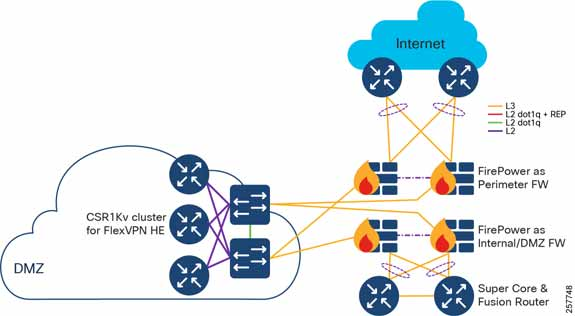 Internet
L3
L2 dot1q + REP
L2 dot1q
L2
FirePower as
Perimeter FW
CSR1Kv cluster
for FlexVPN HE
FirePower as
Internal/DMZ FW
DMZ
Super Core &
Fusion Router
257748